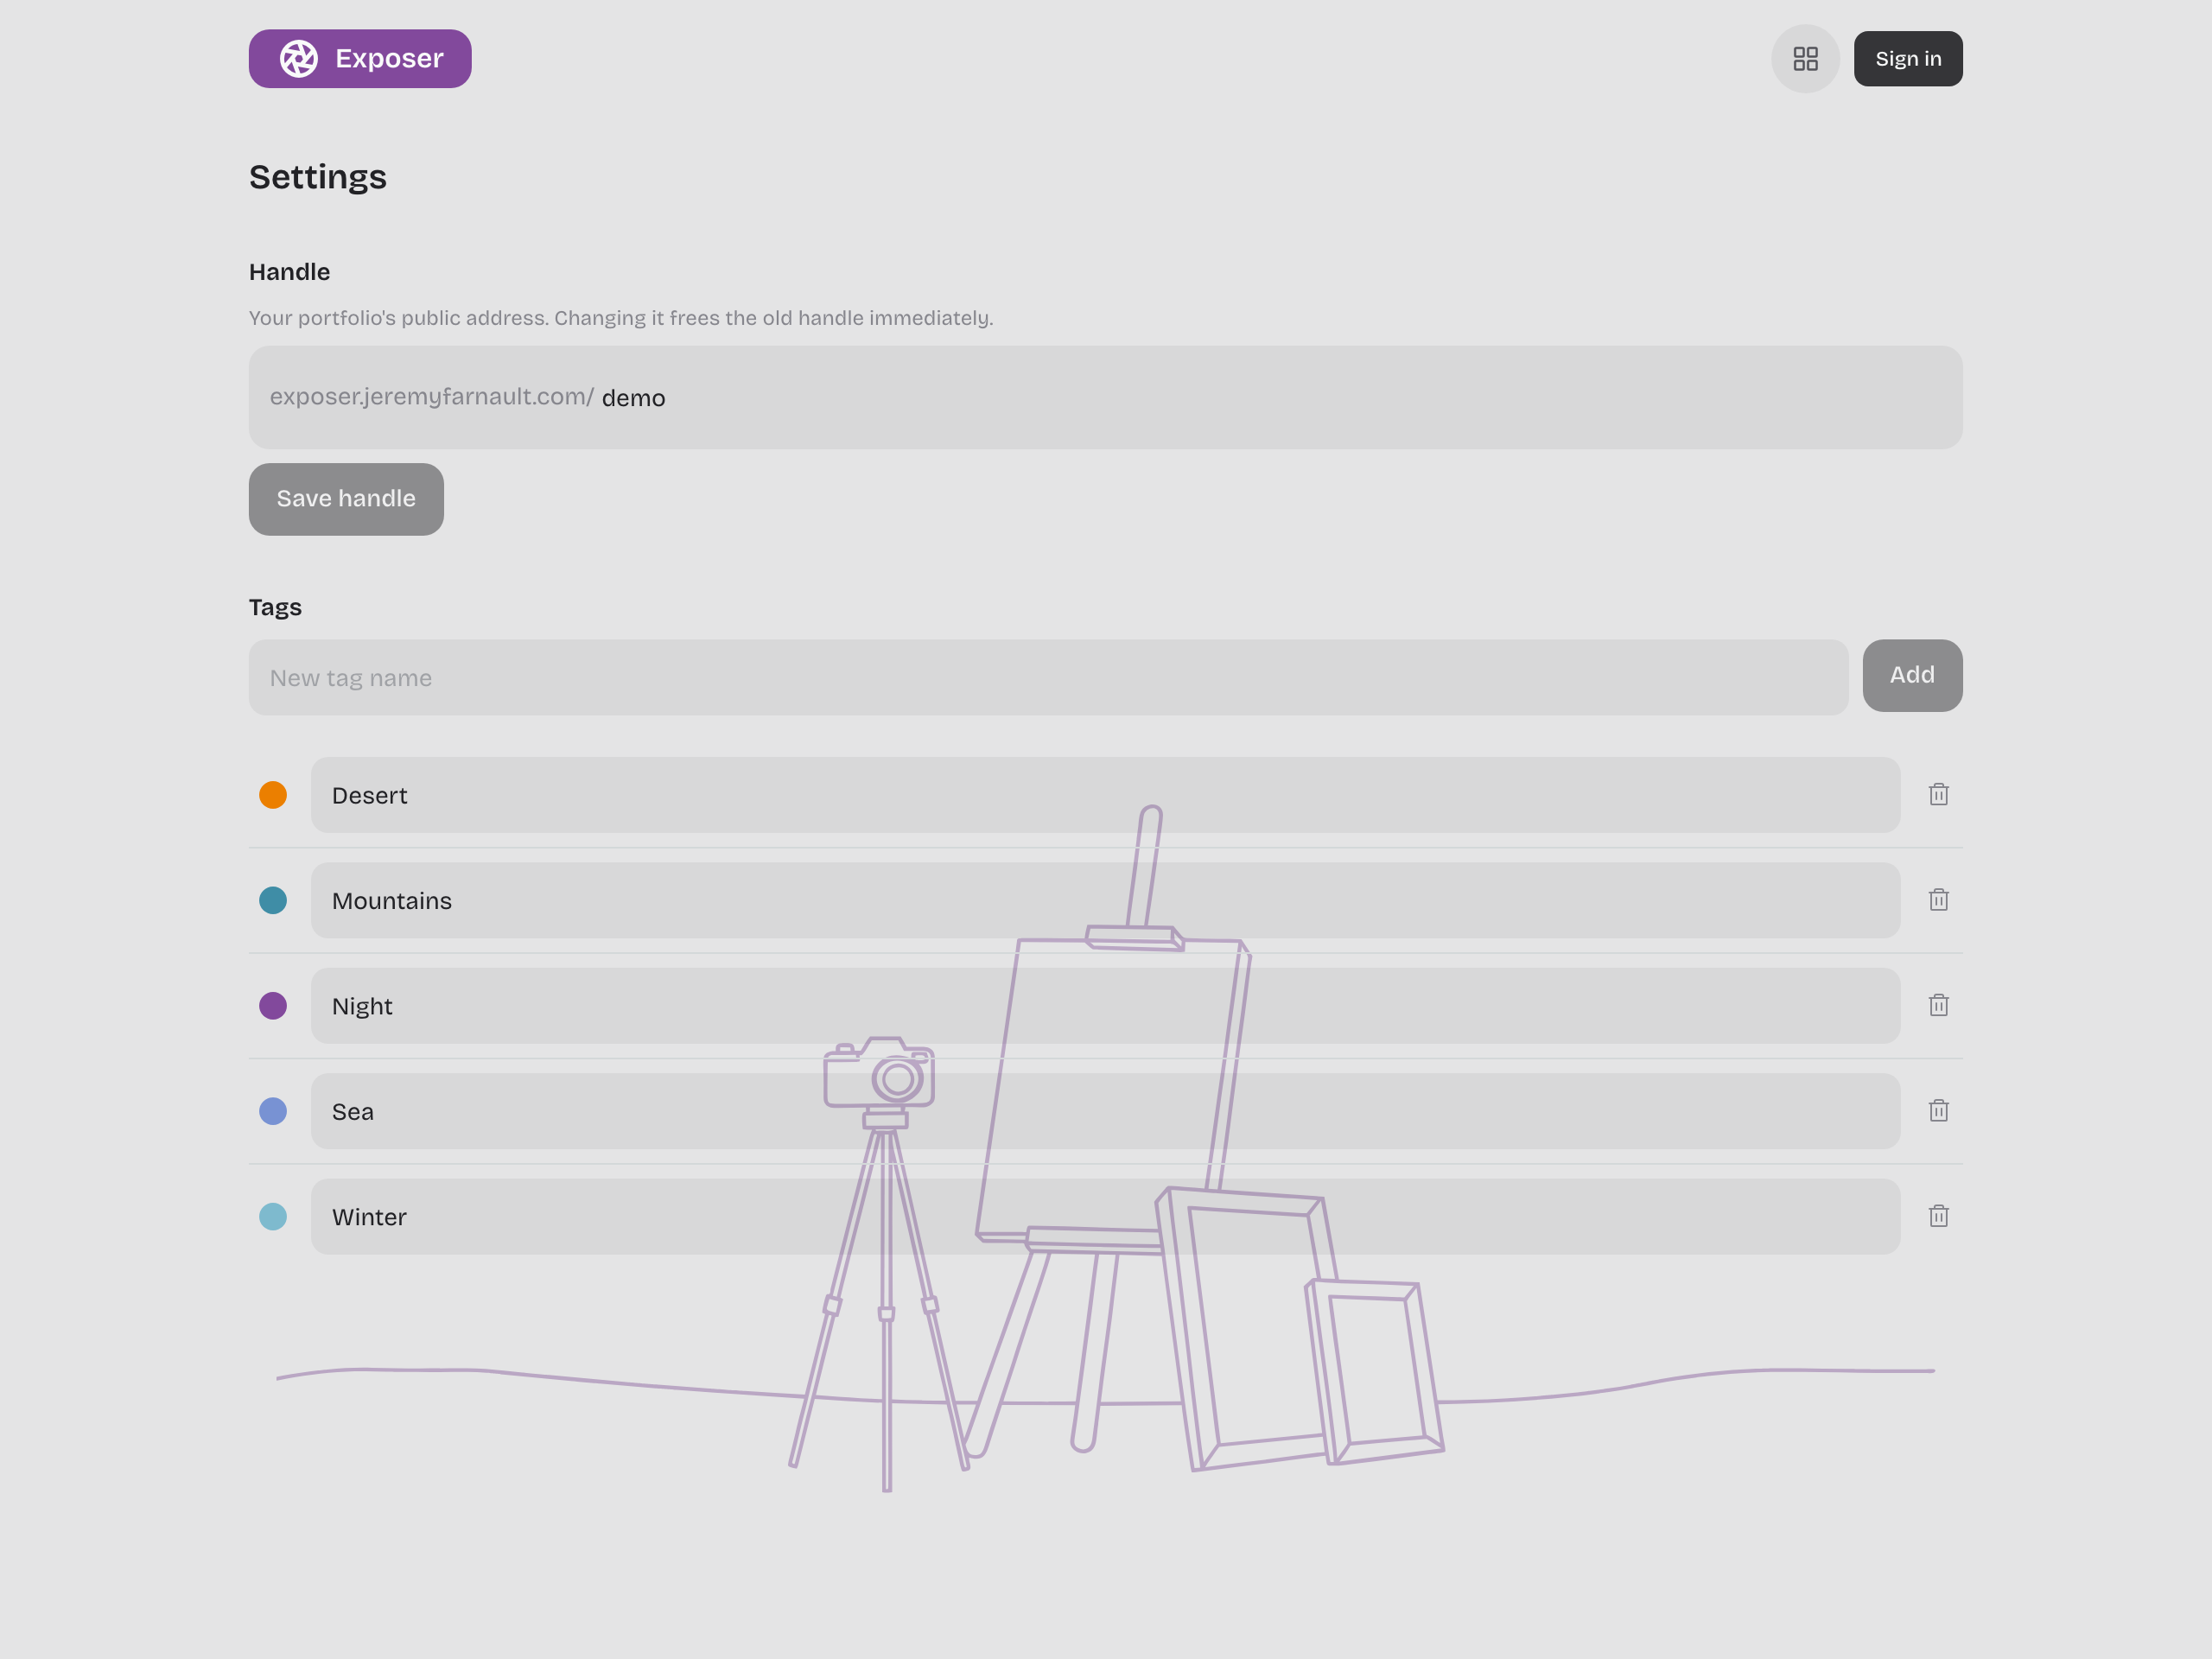 Exposer
Sign in
Settings
Handle
Your portfolio's public address. Changing it frees the old handle immediately.
exposer.jeremyfarnault.com/ demo
Save handle
Tags
New tag name
Add
Desert
Mountains
Night
Sea
Winter